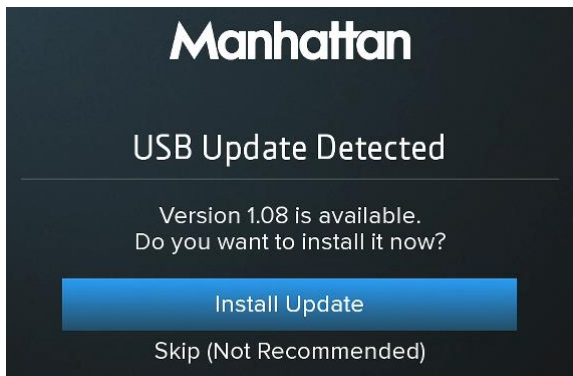 Manhattan
USB Update Detected
Version 1.08 is available.
Do you want to install it now?
Install Update
Skip (Not Recommended)